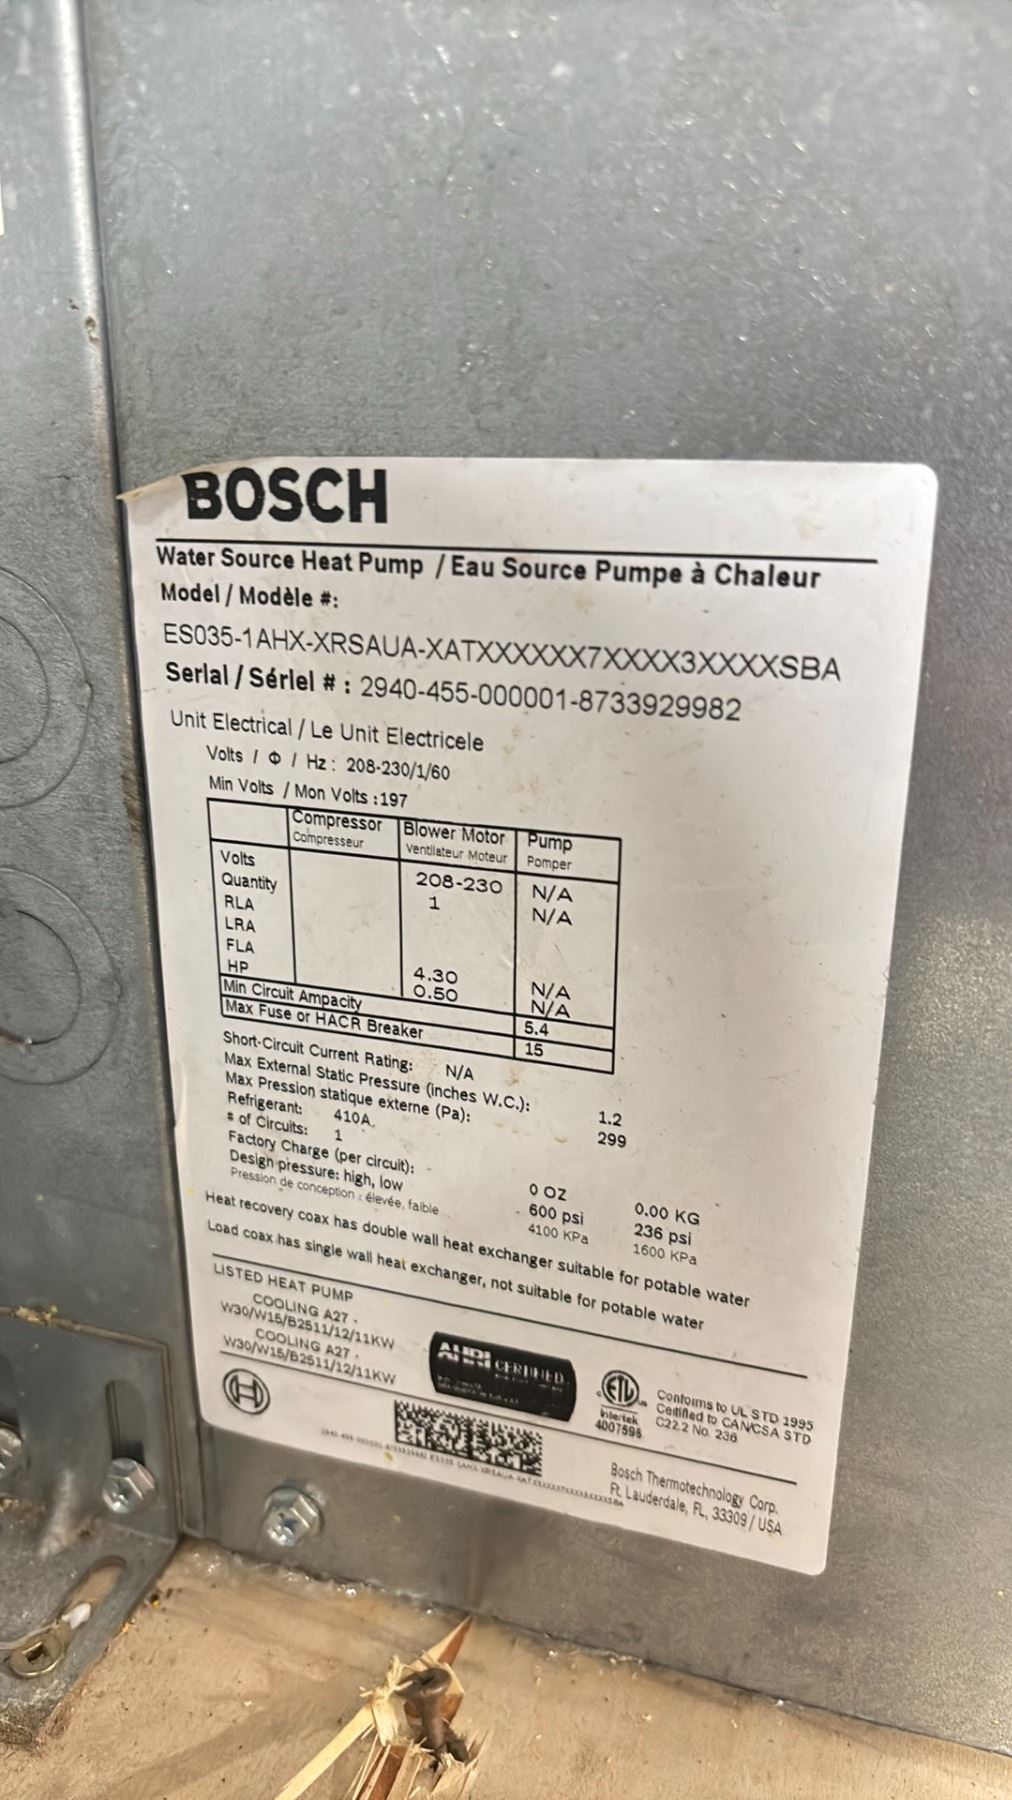 BOSCH
Water Source Heat Pump / Eau Source Pumpe à Chaleur
Model / Modèle #:
ES035-1AHX-XRSAUA-XATXXXXXX7XXXX3XXXXSBA
Serial / Sériel # : 2940-455-000001-8733929982
Unit Electrical / Le Unit Electricele
Volts / Φ / Hz : 208-230/1/60
Min Volts / Mon Volts :197
Compressor Blower Motor Pump
Compresseur Ventilateur Moteur Pomper
Volts 208-230 N/A
Quantity 1 N/A
RLA
LRA
FLA 4.30 N/A
HP 0.50 N/A
Min Circuit Ampacity 5.4
Max Fuse or HACR Breaker 15
Short-Circuit Current Rating: N/A
Max External Static Pressure (inches W.C.): 1.2
Max Pression statique externe (Pa): 299
Refrigerant: 410A
# of Circuits: 1
Factory Charge (per circuit): 0 OZ 0.00 KG
Design pressure: high, low 600 psi 236 psi
Pression de conception : élevée, faible 4100 KPa 1600 KPa
Heat recovery coax has double wall heat exchanger suitable for potable water
Load coax has single wall heat exchanger, not suitable for potable water
LISTED HEAT PUMP
COOLING A27
W30/W15/B2511/12/11KW
COOLING A27
W30/W15/B2511/12/11KW
AHRI CERTIFIED
ETL
Intertek
4007596
Conforms to UL STD 1995
Certified to CAN/CSA STD
C22.2 No. 236
Bosch Thermotechnology Corp.
Ft. Lauderdale, FL, 33309 / USA